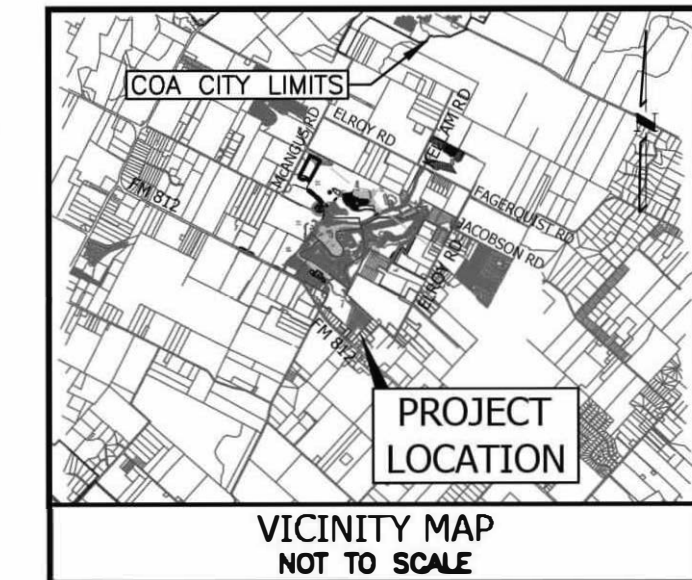 COA CITY LIMITS
MCANGUS RD
ELROY RD
KELLAM RD
FM 812
FAGERQUIST RD
JACOBSON RD
ELROY RD
FM 812
PROJECT
LOCATION
VICINITY MAP
NOT TO SCALE